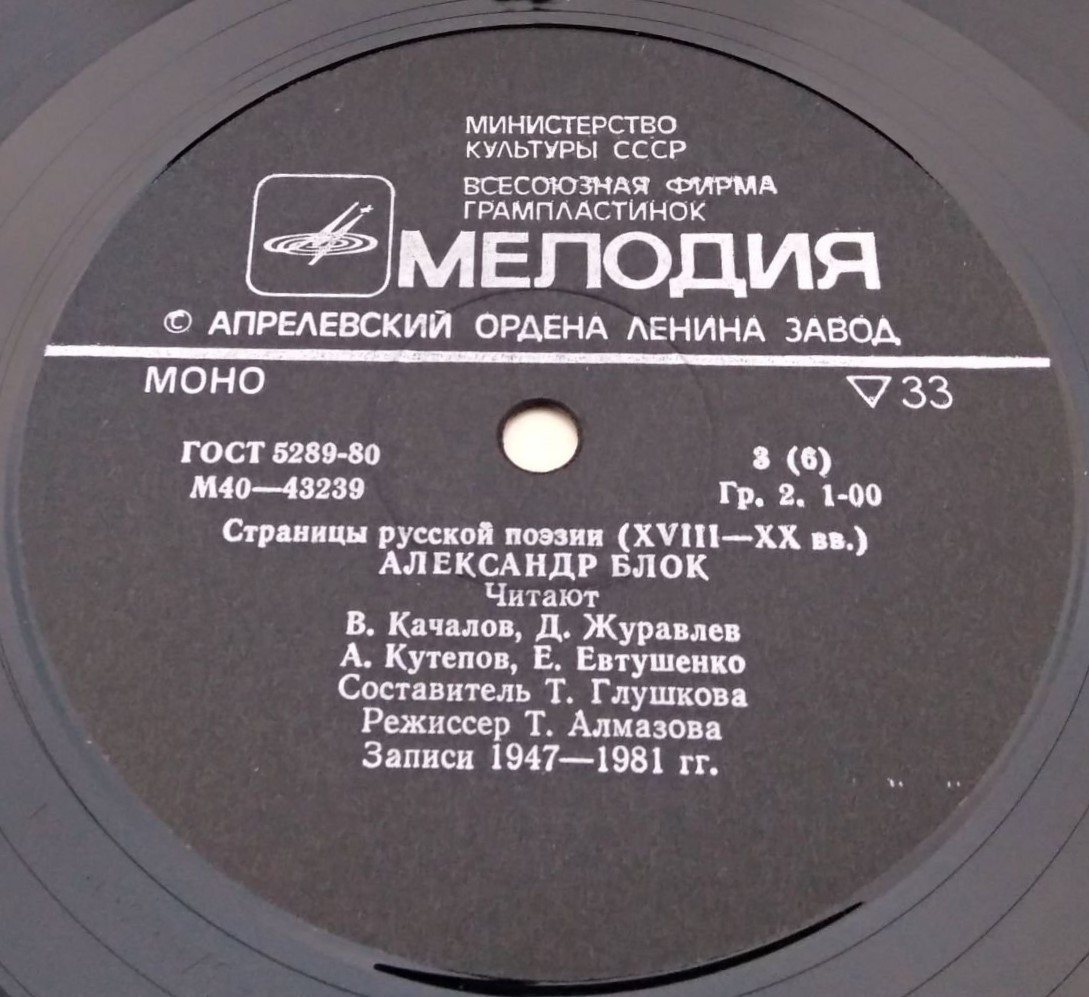 МИНИСТЕРСТВО
КУЛЬТУРЫ СССР
ВСЕСОЮЗНАЯ ФИРМА
ГРАМПЛАСТИНОК
МЕЛОДИЯ
© АПРЕЛЕВСКИЙ ОРДЕНА ЛЕНИНА ЗАВОД
МОНО
▽ 33
ГОСТ 5289-80
3 (6)
М40—43239
Гр. 2. 1-00
Страницы русской поэзии (XVIII—XX вв.)
АЛЕКСАНДР БЛОК
Читают
В. Качалов, Д. Журавлев
А. Кутепов, Е. Евтушенко
Составитель Т. Глушкова
Режиссер Т. Алмазова
Записи 1947—1981 гг.